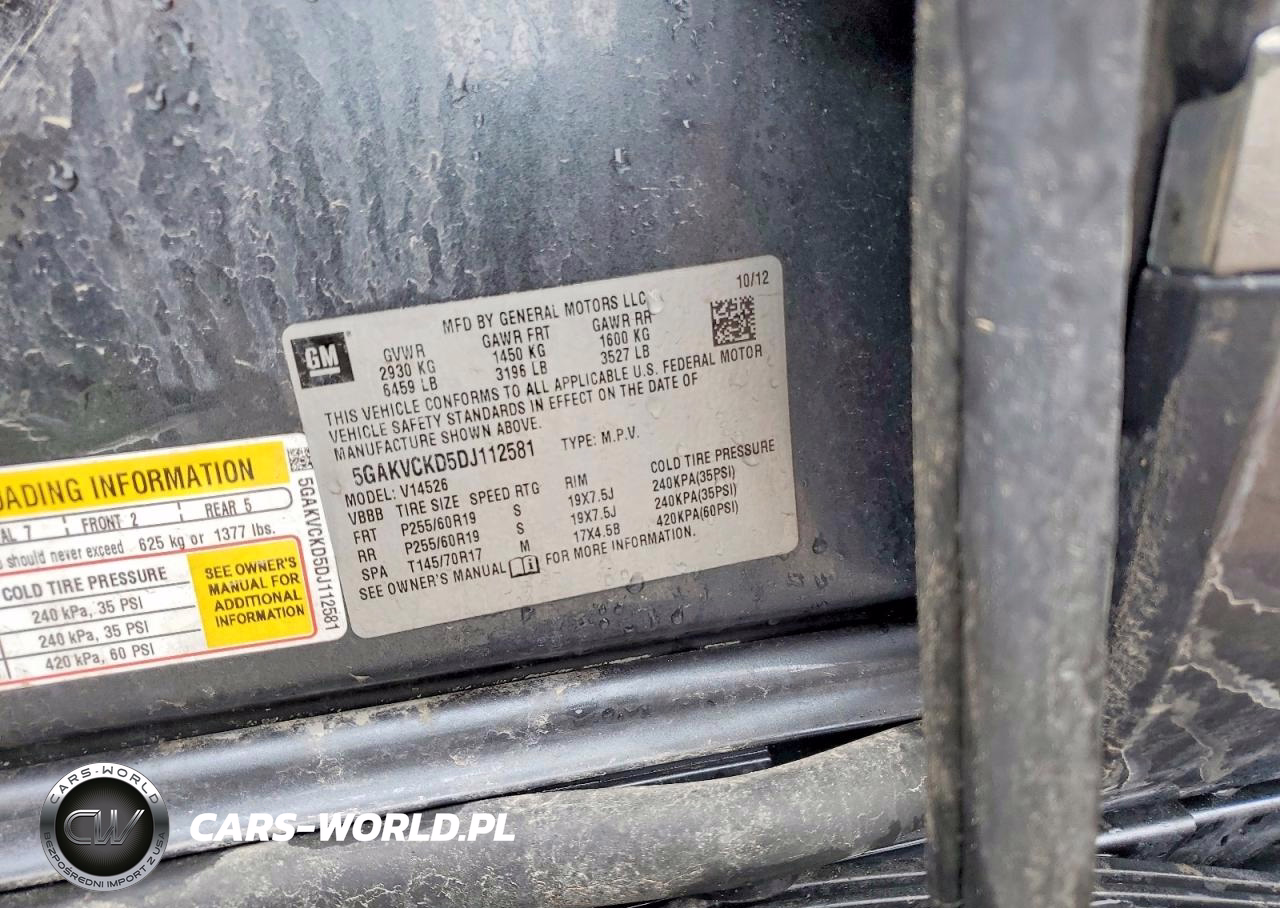 10/12
GM
MFD BY GENERAL MOTORS LLC
GVWR GAWR FRT GAWR RR
2930 KG 1450 KG 1600 KG
6459 LB 3196 LB 3527 LB
THIS VEHICLE CONFORMS TO ALL APPLICABLE U.S. FEDERAL MOTOR
VEHICLE SAFETY STANDARDS IN EFFECT ON THE DATE OF
MANUFACTURE SHOWN ABOVE.
5GAKVCKD5DJ112581 TYPE: M.P.V.
MODEL: V14526
VBBB TIRE SIZE SPEED RTG RIM COLD TIRE PRESSURE
FRT P255/60R19 S 19X7.5J 240KPA(35PSI)
RR P255/60R19 S 19X7.5J 240KPA(35PSI)
SPA T145/70R17 M 17X4.5B 420KPA(60PSI)
SEE OWNER'S MANUAL FOR MORE INFORMATION.
OADING INFORMATION
AL 7 FRONT 2 REAR 5
should never exceed 625 kg or 1377 lbs.
COLD TIRE PRESSURE
240 kPa, 35 PSI
240 kPa, 35 PSI
420 kPa, 60 PSI
SEE OWNER'S
MANUAL FOR
ADDITIONAL
INFORMATION
5GAKVCKD5DJ112581
CARS-WORLD
CW
BEZPOŚREDNI IMPORT Z USA
CARS-WORLD.PL